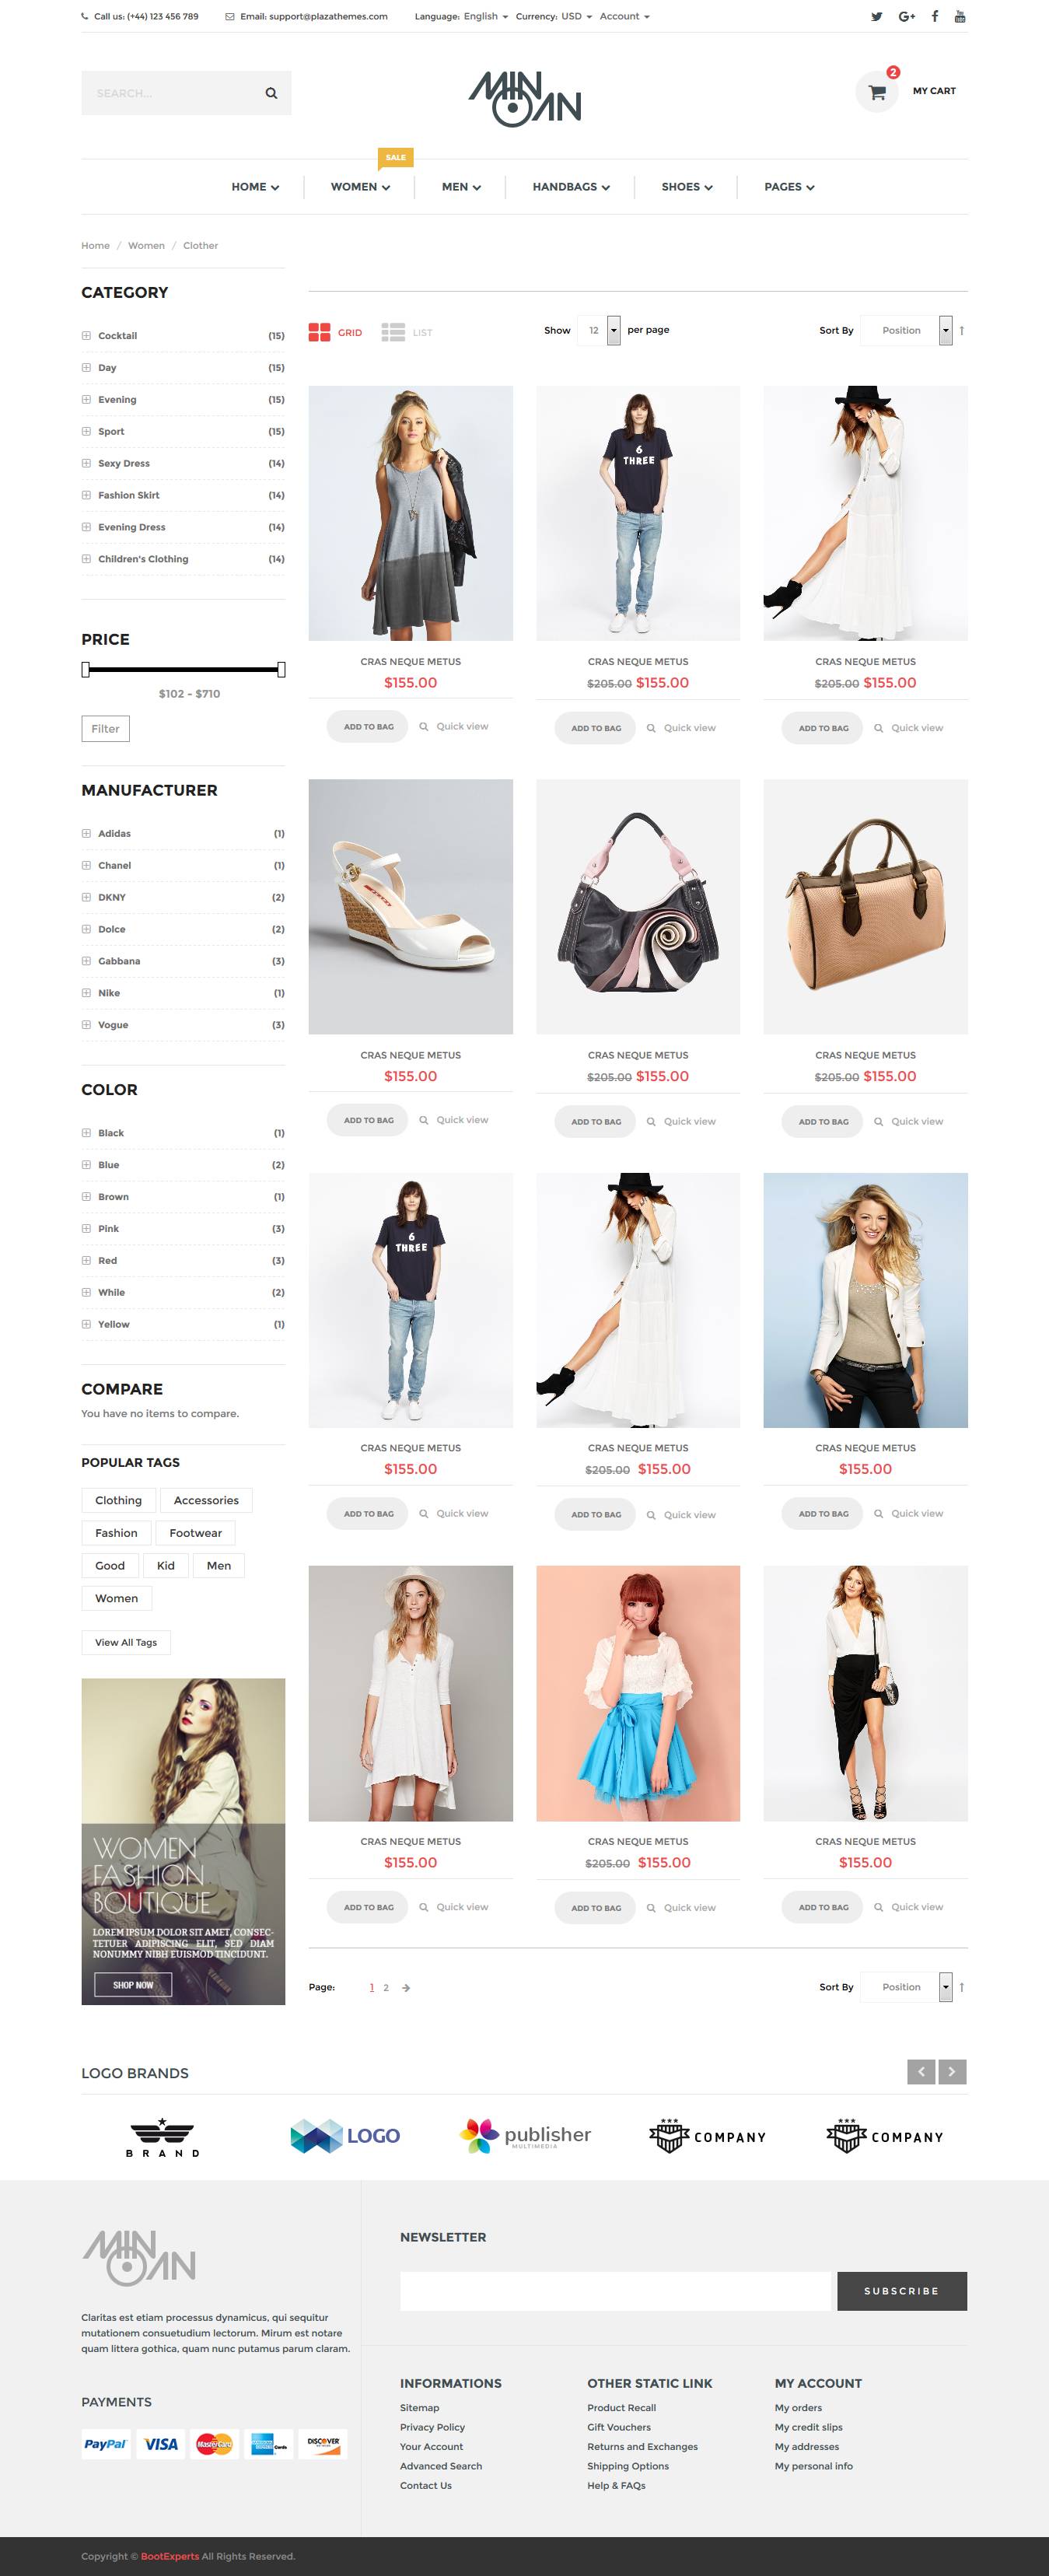 Call us: (+44) 123 456 789 Email: support@plazathemes.com Language: English Currency: USD Account
SEARCH...
MINOAN
2
MY CART
SALE
HOME WOMEN MEN HANDBAGS SHOES PAGES
Home / Women / Clother
CATEGORY
Cocktail (15)
Day (15)
Evening (15)
Sport (15)
Sexy Dress (14)
Fashion Skirt (14)
Evening Dress (14)
Children's Clothing (14)
PRICE
$102 - $710
Filter
MANUFACTURER
Adidas (1)
Chanel (1)
DKNY (2)
Dolce (2)
Gabbana (3)
Nike (1)
Vogue (3)
COLOR
Black (1)
Blue (2)
Brown (1)
Pink (3)
Red (3)
While (2)
Yellow (1)
COMPARE
You have no items to compare.
POPULAR TAGS
Clothing Accessories
Fashion Footwear
Good Kid Men
Women
View All Tags
WOMEN
FASHION
BOUTIQUE
LOREM IPSUM DOLOR SIT AMET, CONSEC-
TETUER ADIPISCING ELIT, SED DIAM
NONUMMY NIBH EUISMOD TINCIDUNT.
SHOP NOW
GRID LIST Show 12 per page Sort By Position
6
THREE
CRAS NEQUE METUS CRAS NEQUE METUS CRAS NEQUE METUS
$155.00 $205.00 $155.00 $205.00 $155.00
ADD TO BAG Quick view ADD TO BAG Quick view ADD TO BAG Quick view
CRAS NEQUE METUS CRAS NEQUE METUS CRAS NEQUE METUS
$155.00 $205.00 $155.00 $205.00 $155.00
ADD TO BAG Quick view ADD TO BAG Quick view ADD TO BAG Quick view
6
THREE
CRAS NEQUE METUS CRAS NEQUE METUS CRAS NEQUE METUS
$155.00 $205.00 $155.00 $155.00
ADD TO BAG Quick view ADD TO BAG Quick view ADD TO BAG Quick view
CRAS NEQUE METUS CRAS NEQUE METUS CRAS NEQUE METUS
$155.00 $205.00 $155.00 $155.00
ADD TO BAG Quick view ADD TO BAG Quick view ADD TO BAG Quick view
Page: 1 2 Sort By Position
LOGO BRANDS
BRAND LOGO publisher COMPANY COMPANY
MULTIMEDIA
MINOAN
Claritas est etiam processus dynamicus, qui sequitur
mutationem consuetudium lectorum. Mirum est notare
quam littera gothica, quam nunc putamus parum claram.
PAYMENTS
PayPal VISA MasterCard AMERICAN EXPRESS Cards DISCOVER
NEWSLETTER
SUBSCRIBE
INFORMATIONS
Sitemap
Privacy Policy
Your Account
Advanced Search
Contact Us
OTHER STATIC LINK
Product Recall
Gift Vouchers
Returns and Exchanges
Shipping Options
Help & FAQs
MY ACCOUNT
My orders
My credit slips
My addresses
My personal info
Copyright © BootExperts All Rights Reserved.